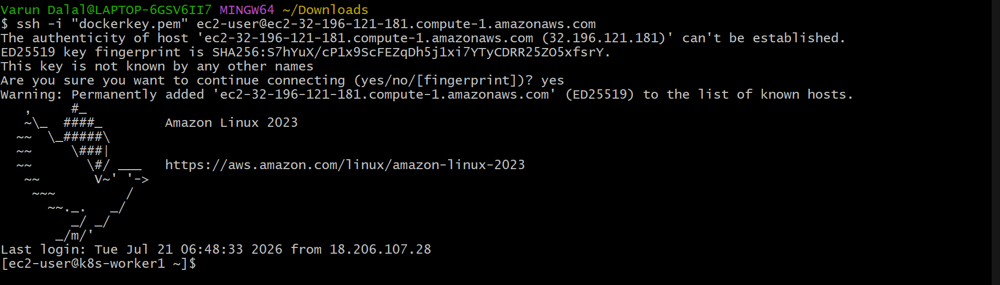 Varun Dalal@LAPTOP-6GSV6II7 MINGW64 ~/Downloads
$ ssh -i "dockerkey.pem" ec2-user@ec2-32-196-121-181.compute-1.amazonaws.com
The authenticity of host 'ec2-32-196-121-181.compute-1.amazonaws.com (32.196.121.181)' can't be established.
ED25519 key fingerprint is SHA256:S7hYuX/cP1x9ScFEZqDh5j1xi7YTyCDRR25ZO5xfsrY.
This key is not known by any other names
Are you sure you want to continue connecting (yes/no/[fingerprint])? yes
Warning: Permanently added 'ec2-32-196-121-181.compute-1.amazonaws.com' (ED25519) to the list of known hosts.
   ,     #_
   ~\_  ####_        Amazon Linux 2023
  ~~  \_#####\
  ~~     \###|
  ~~       \#/ ___   https://aws.amazon.com/linux/amazon-linux-2023
   ~~       V~' '->
    ~~~         /
      ~~._.   _/
         _/ _/
       _/m/'
Last login: Tue Jul 21 06:48:33 2026 from 18.206.107.28
[ec2-user@k8s-worker1 ~]$